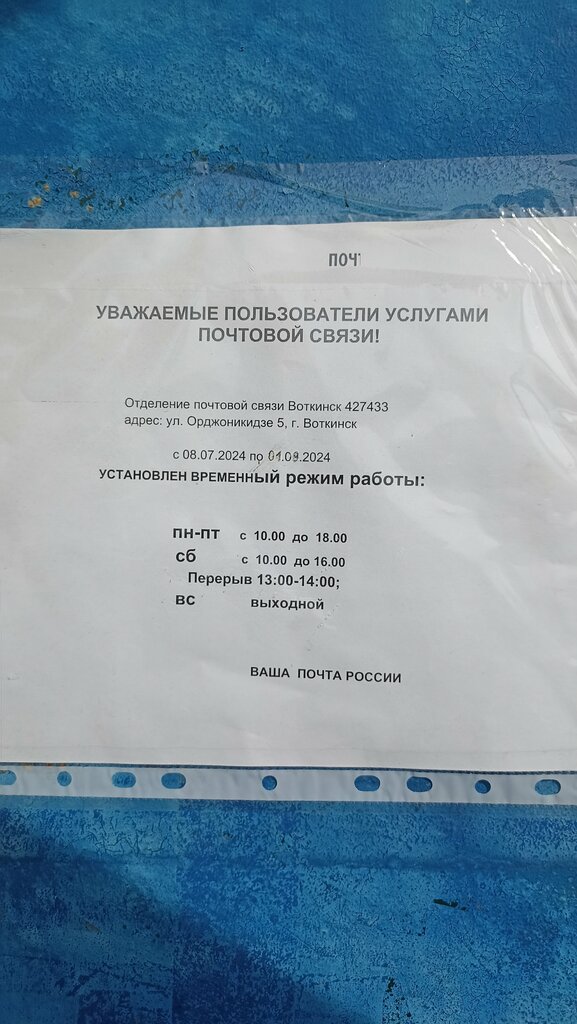 ПОЧ
УВАЖАЕМЫЕ ПОЛЬЗОВАТЕЛИ УСЛУГАМИ
ПОЧТОВОЙ СВЯЗИ!
Отделение почтовой связи Воткинск 427433
адрес: ул. Орджоникидзе 5, г. Воткинск
с 08.07.2024 по 01.09.2024
УСТАНОВЛЕН ВРЕМЕННЫЙ режим работы:
пн-пт с 10.00 до 18.00
сб с 10.00 до 16.00
Перерыв 13:00-14:00;
вс выходной
ВАША ПОЧТА РОССИИ